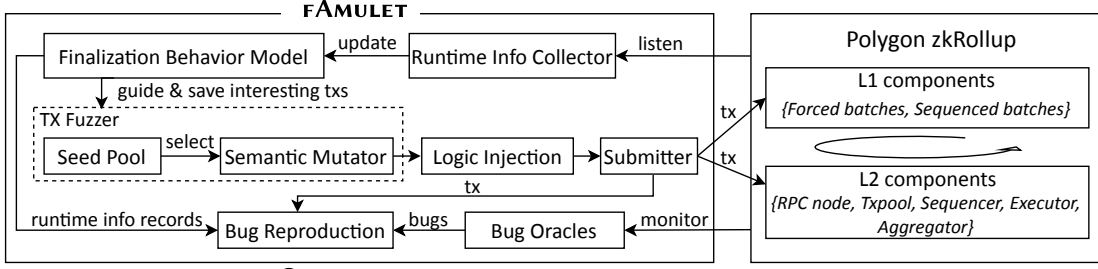 fAmulet
Polygon zkRollup
Finalization Behavior Model
update
Runtime Info Collector
listen
guide & save interesting txs
TX Fuzzer
Seed Pool
select
Semantic Mutator
Logic Injection
Submitter
tx
tx
tx
L1 components
{Forced batches, Sequenced batches}
L2 components
{RPC node, Txpool, Sequencer, Executor,
Aggregator}
runtime info records
Bug Reproduction
bugs
Bug Oracles
monitor